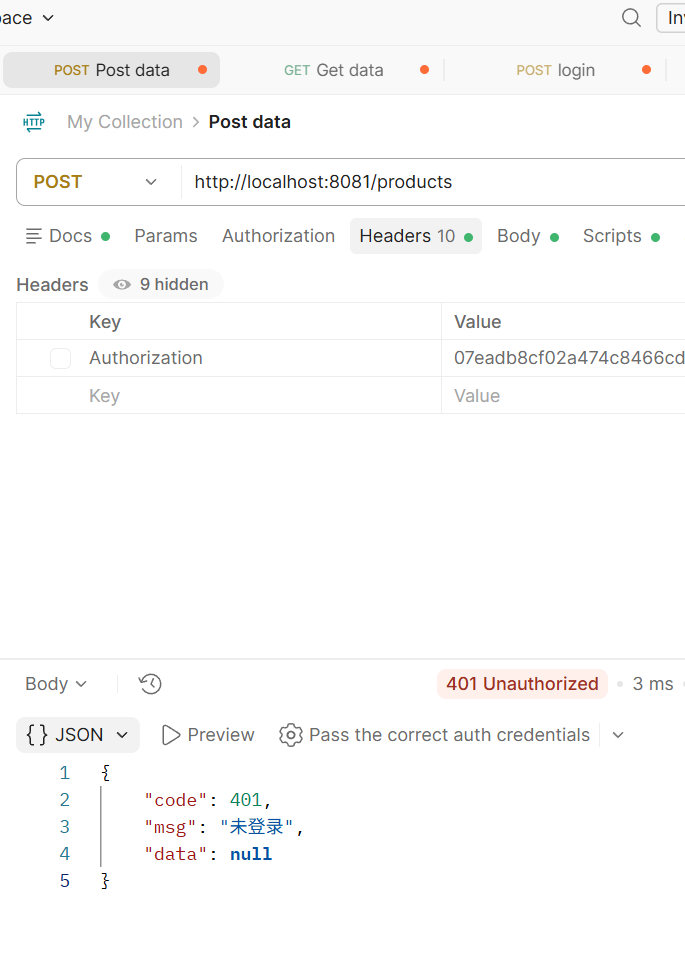 pace
In
POST Post data GET Get data POST login
HTTP My Collection > Post data
POST http://localhost:8081/products
Docs Params Authorization Headers 10 Body Scripts
Headers 9 hidden
Key Value
Authorization 07eadb8cf02a474c8466cd
Key Value
Body 401 Unauthorized 3 ms
{} JSON Preview Pass the correct auth credentials
1 {
2 "code": 401,
3 "msg": "未登录",
4 "data": null
5 }